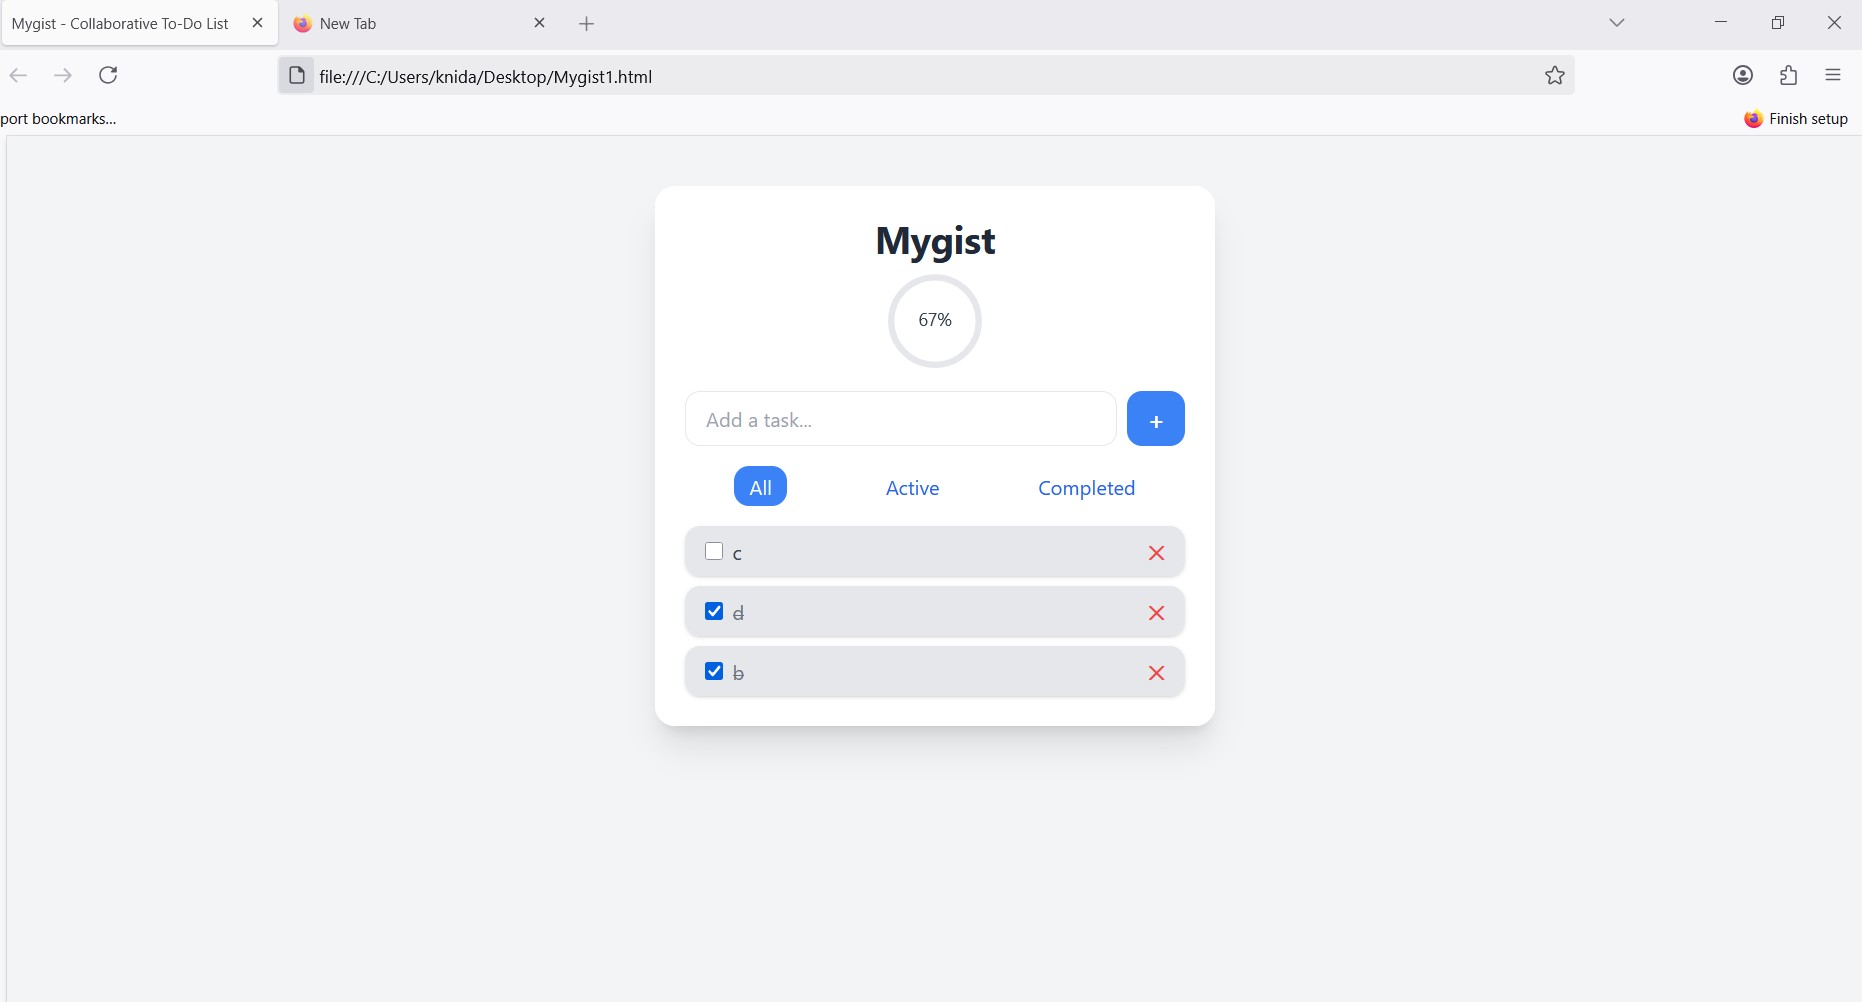 Mygist - Collaborative To-Do List
New Tab
file:///C:/Users/knida/Desktop/Mygist1.html
port bookmarks...
Finish setup
Mygist
67%
Add a task...
+
All Active Completed
c
d
b